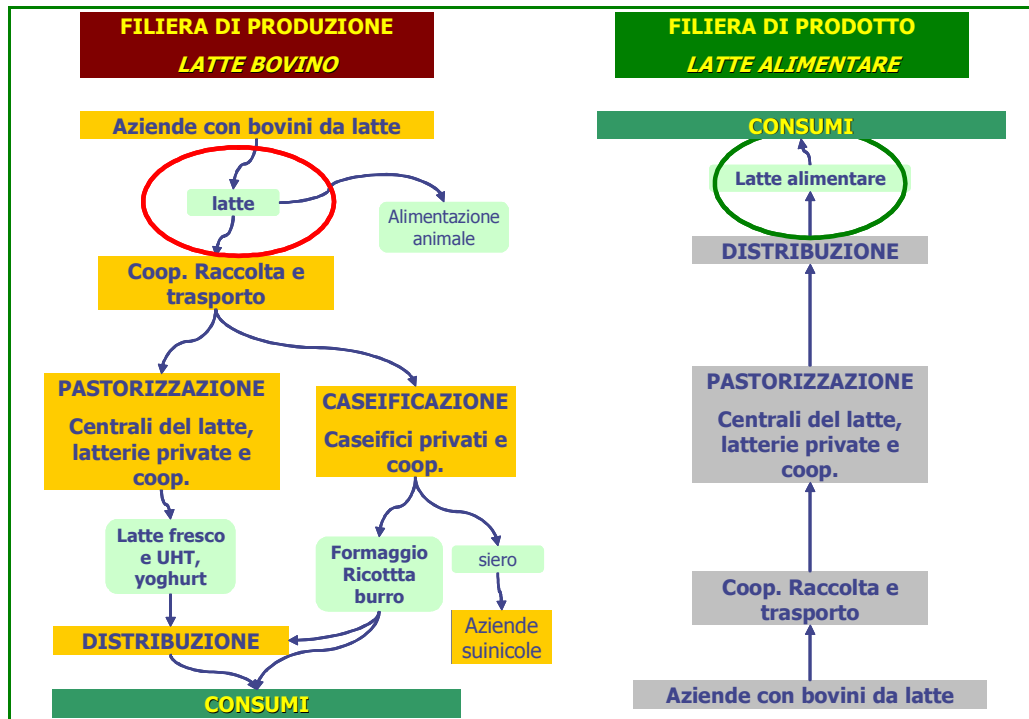 FILIERA DI PRODUZIONE
LATTE BOVINO
Aziende con bovini da latte
latte
Alimentazione
animale
Coop. Raccolta e
trasporto
PASTORIZZAZIONE
Centrali del latte,
latterie private e
coop.
CASEIFICAZIONE
Caseifici privati e
coop.
Latte fresco
e UHT,
yoghurt
Formaggio
Ricottta
burro
siero
Aziende
suinicole
DISTRIBUZIONE
CONSUMI
FILIERA DI PRODOTTO
LATTE ALIMENTARE
CONSUMI
Latte alimentare
DISTRIBUZIONE
PASTORIZZAZIONE
Centrali del latte,
latterie private e
coop.
Coop. Raccolta e
trasporto
Aziende con bovini da latte